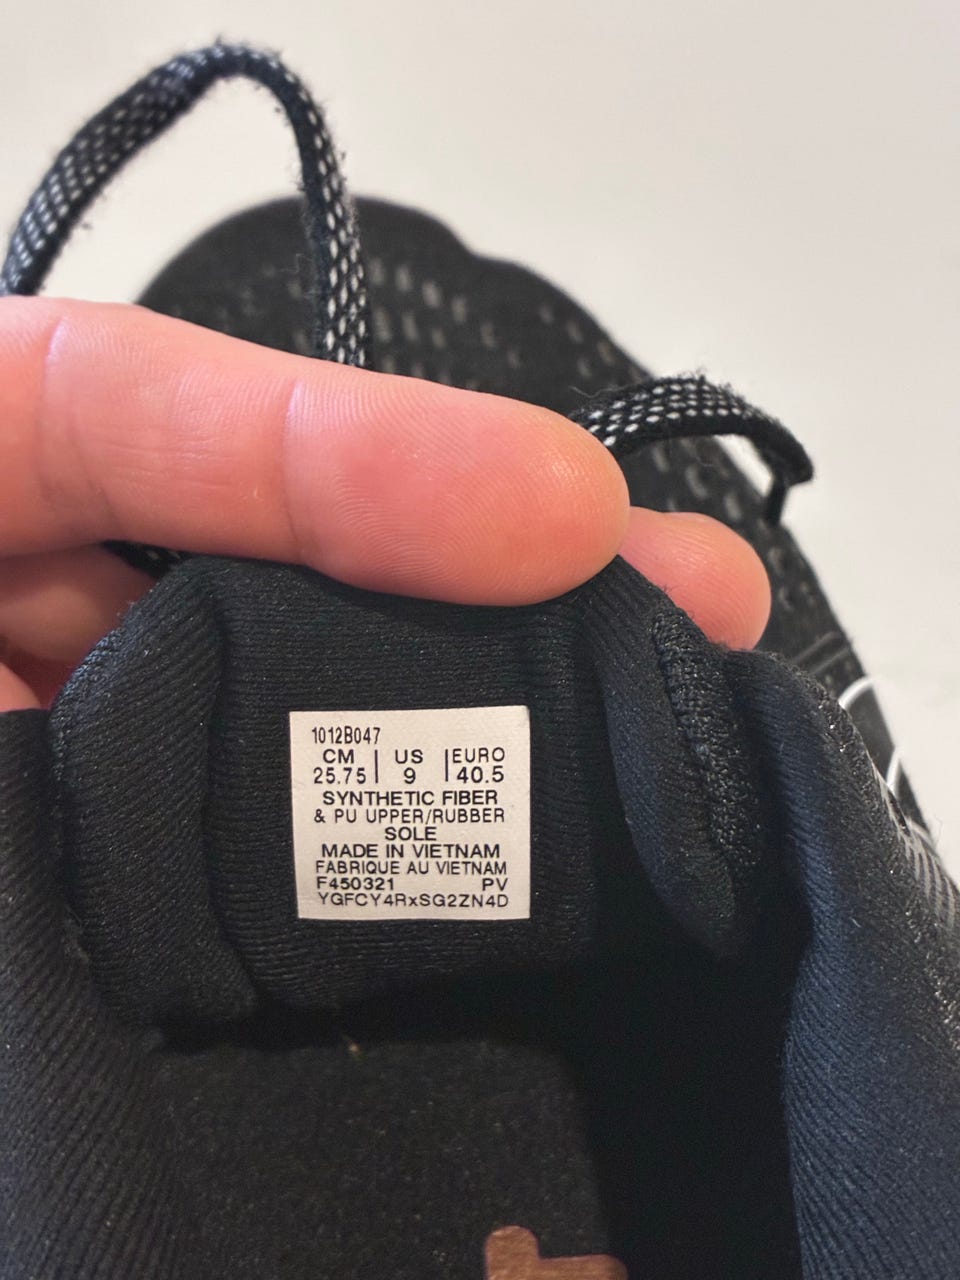 1012B047
CM | US | EURO
25.75 | 9 | 40.5
SYNTHETIC FIBER
& PU UPPER/RUBBER
SOLE
MADE IN VIETNAM
FABRIQUE AU VIETNAM
F450321 PV
YGFCY4RxSG2ZN4D